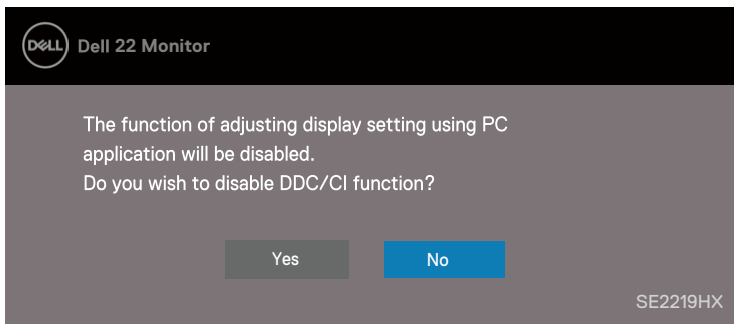 DELL Dell 22 Monitor
The function of adjusting display setting using PC
application will be disabled.
Do you wish to disable DDC/CI function?
Yes No
SE2219HX